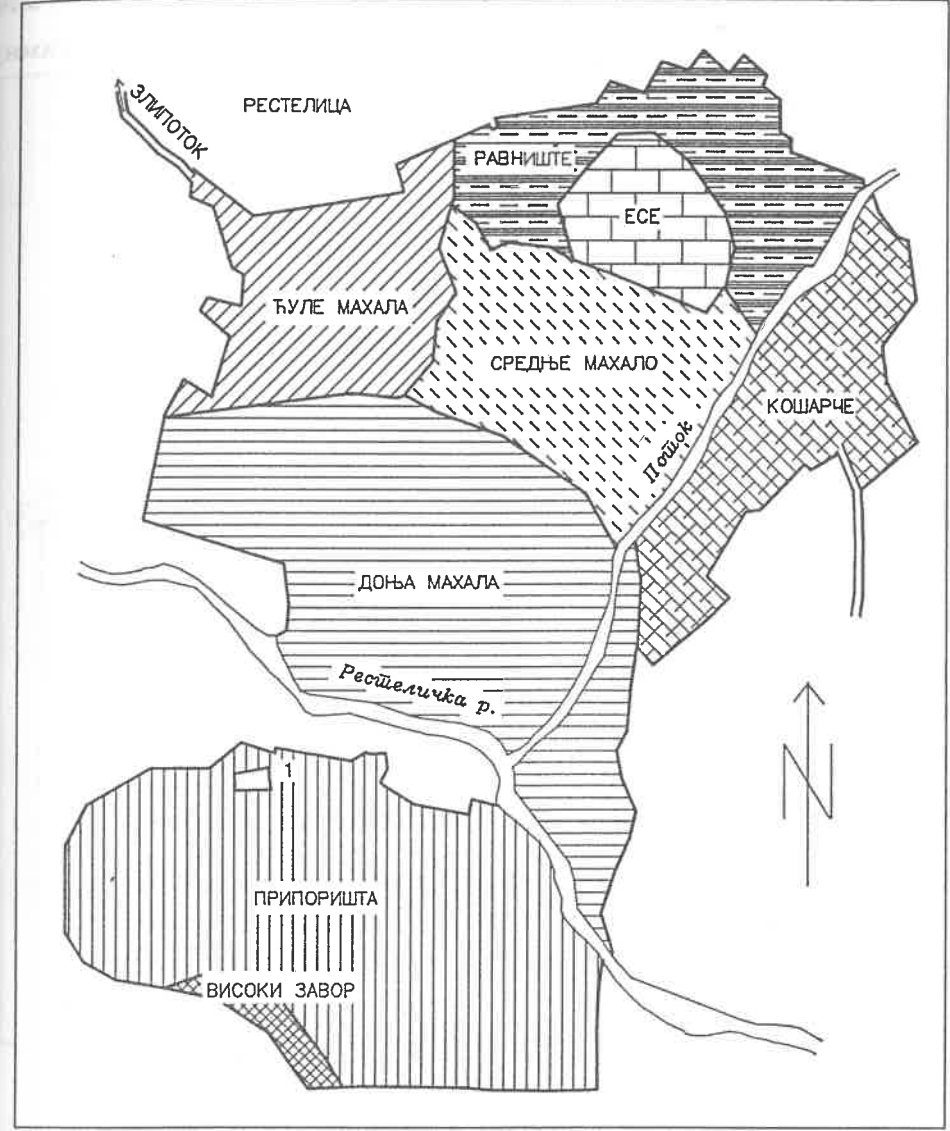 РЕСТЕЛИЦА
ЗЛИПОТОК
РАВНИШТЕ
ЕСЕ
ЋУЛЕ МАХАЛА
СРЕДЊЕ МАХАЛО
КОШАРЧЕ
Поток
ДОЊА МАХАЛА
Рестеличка р.
1
ПРИПОРИШТА
ВИСОКИ ЗАВОР
N